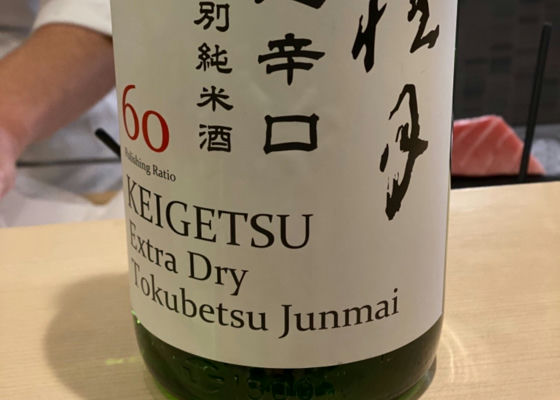 桂月
辛口
別純米酒
60
Polishing Ratio
KEIGETSU
Extra Dry
Tokubetsu Junmai